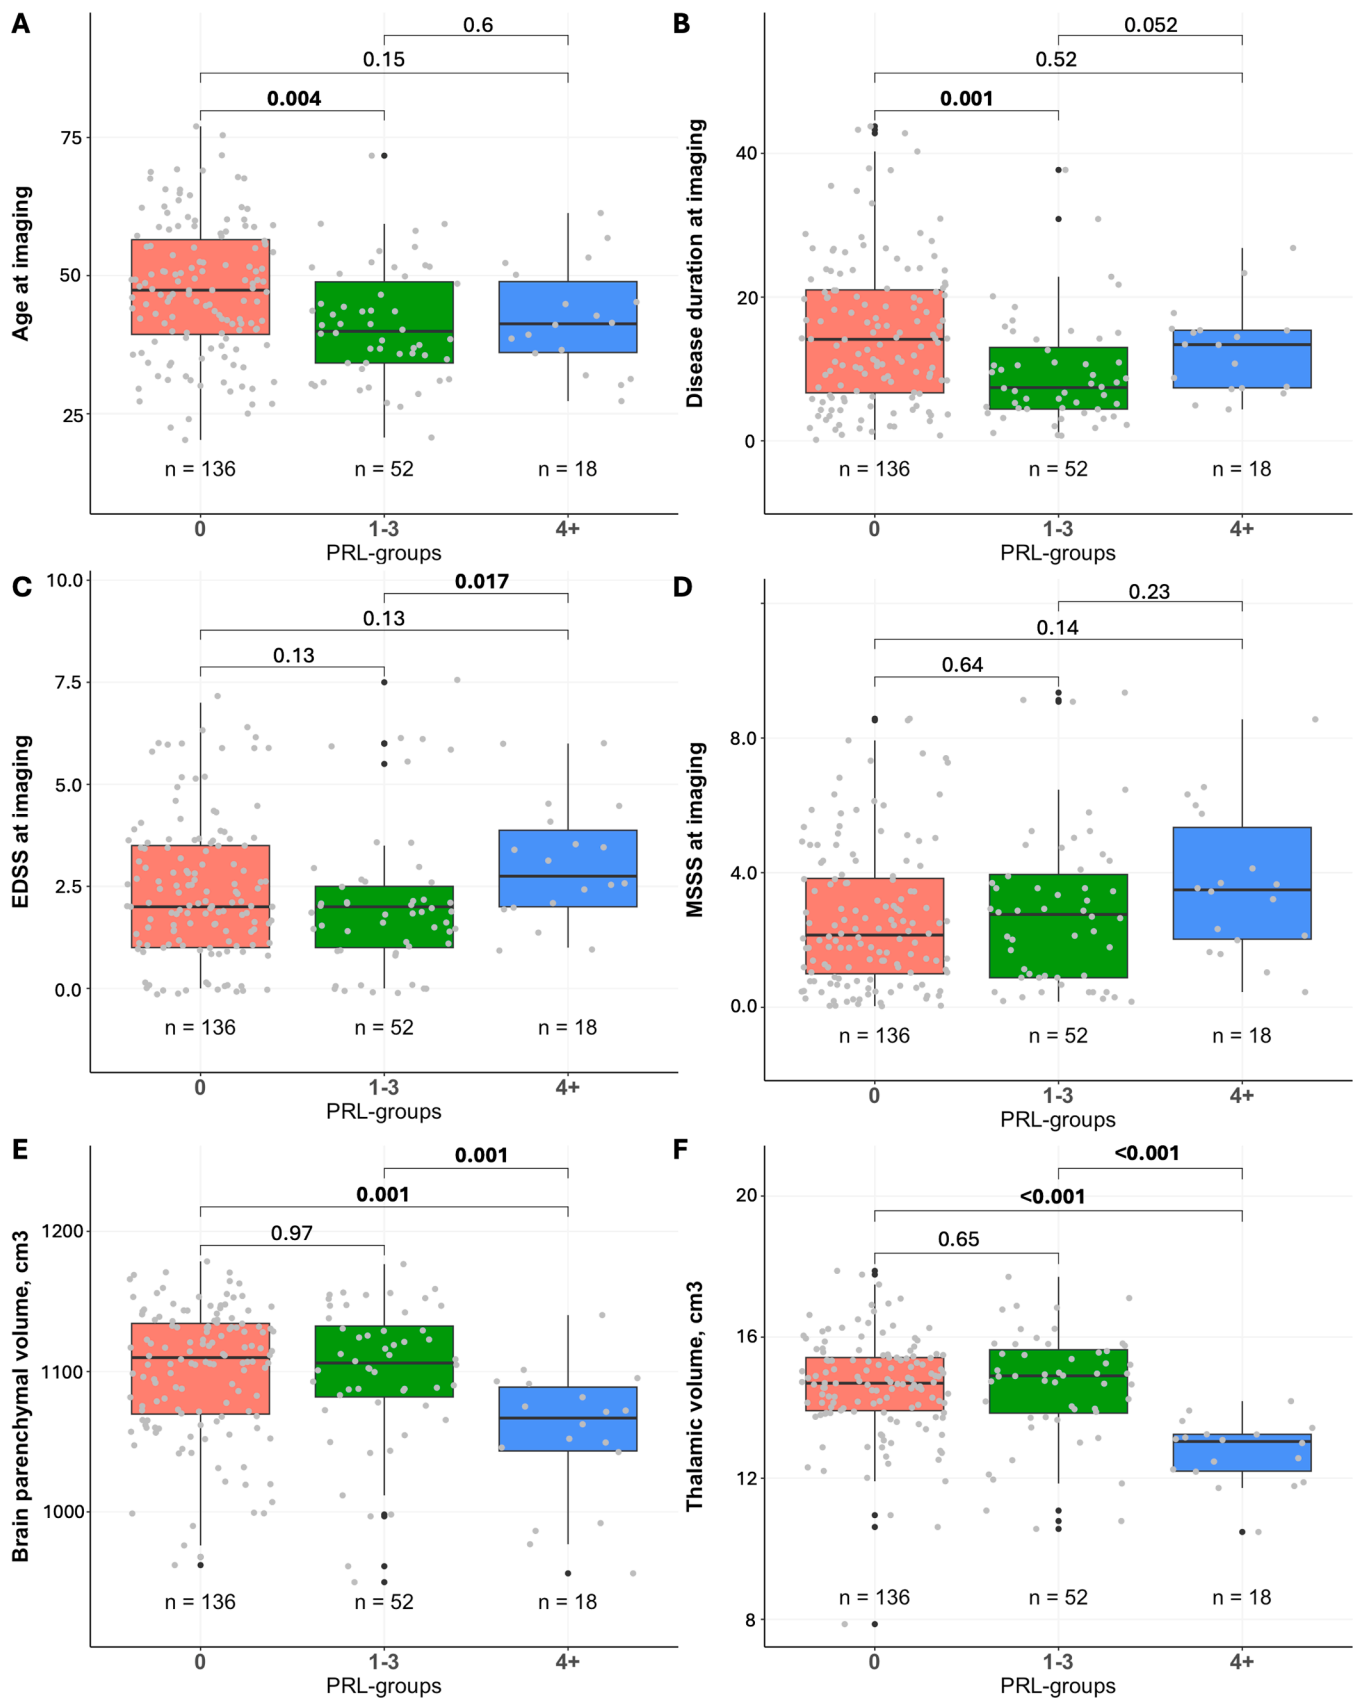 A
0.6
0.15
0.004
Age at imaging
75
50
25
n = 136
n = 52
n = 18
0
1-3
4+
PRL-groups
B
0.052
0.52
0.001
Disease duration at imaging
40
20
0
n = 136
n = 52
n = 18
0
1-3
4+
PRL-groups
C
0.017
0.13
0.13
EDSS at imaging
10.0
7.5
5.0
2.5
0.0
n = 136
n = 52
n = 18
0
1-3
4+
PRL-groups
D
0.23
0.14
0.64
MSSS at imaging
8.0
4.0
0.0
n = 136
n = 52
n = 18
0
1-3
4+
PRL-groups
E
0.001
0.001
0.97
Brain parenchymal volume, cm3
1200
1100
1000
n = 136
n = 52
n = 18
0
1-3
4+
PRL-groups
F
<0.001
<0.001
0.65
Thalamic volume, cm3
20
16
12
8
n = 136
n = 52
n = 18
0
1-3
4+
PRL-groups